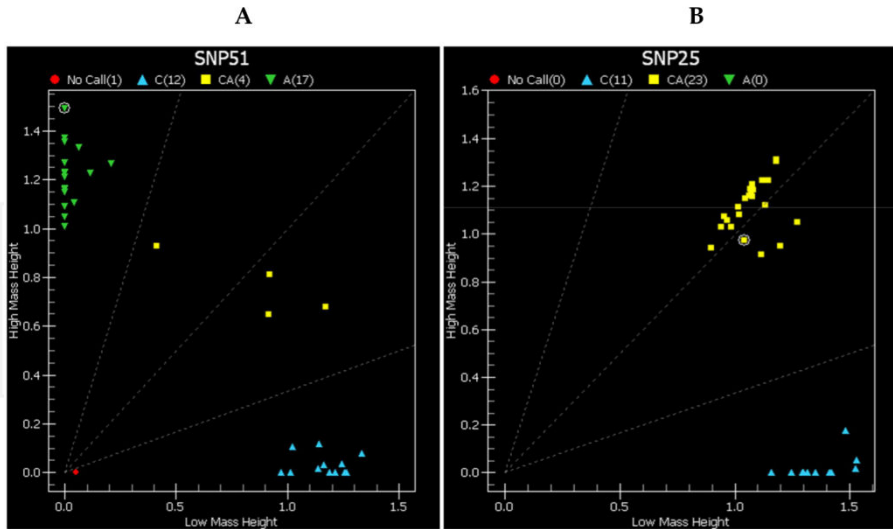 A B
SNP51
No Call(1) C(12) CA(4) A(17)
High Mass Height
1.4
1.2
1.0
0.8
0.6
0.4
0.2
0.0
0.0 0.5 1.0 1.5
Low Mass Height
SNP25
No Call(0) C(11) CA(23) A(0)
High Mass Height
1.6
1.4
1.2
1.0
0.8
0.6
0.4
0.2
0.0
0.0 0.5 1.0 1.5
Low Mass Height